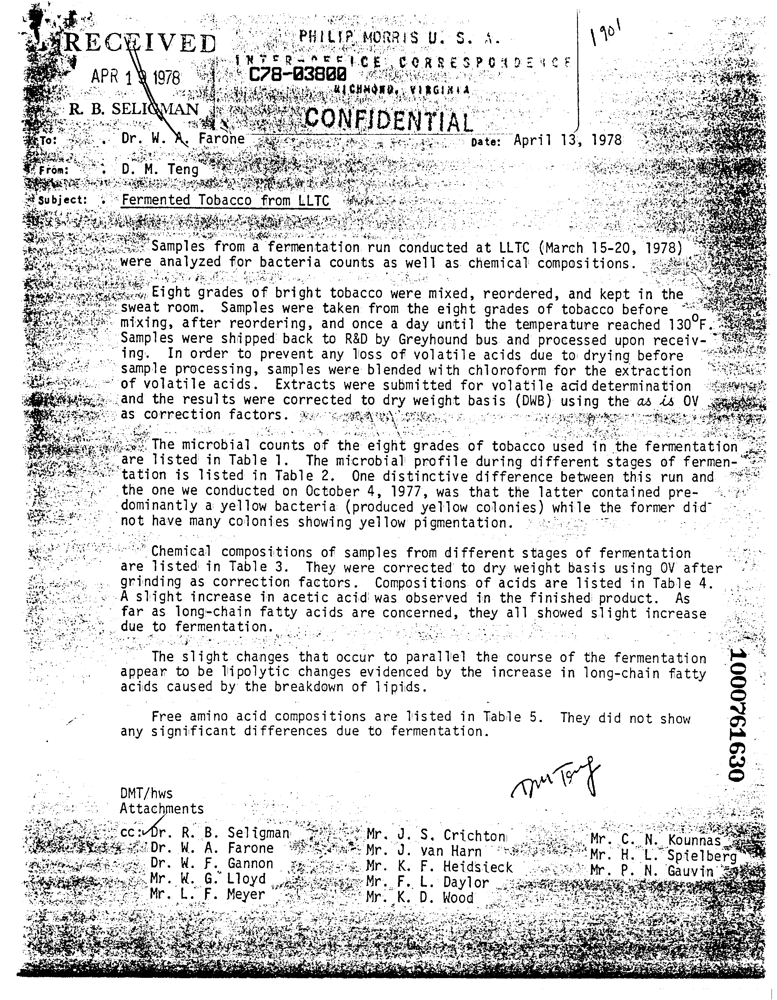 1901
RECEIVED
APR 1 1978
R. B. SELIGMAN
PHILIP MORRIS U. S. A.
INTER-OFFICE CORRESPONDENCE
C78-03800
RICHMOND, VIRGINIA
CONFIDENTIAL
To: . Dr. W. A. Farone Date: April 13, 1978
From: . D. M. Teng
Subject: . Fermented Tobacco from LLTC
Samples from a fermentation run conducted at LLTC (March 15-20, 1978)
were analyzed for bacteria counts as well as chemical compositions.
Eight grades of bright tobacco were mixed, reordered, and kept in the
sweat room. Samples were taken from the eight grades of tobacco before
mixing, after reordering, and once a day until the temperature reached 130°F.
Samples were shipped back to R&D by Greyhound bus and processed upon receiv-
ing. In order to prevent any loss of volatile acids due to drying before
sample processing, samples were blended with chloroform for the extraction
of volatile acids. Extracts were submitted for volatile acid determination
and the results were corrected to dry weight basis (DWB) using the as is OV
as correction factors.
The microbial counts of the eight grades of tobacco used in the fermentation
are listed in Table 1. The microbial profile during different stages of fermen-
tation is listed in Table 2. One distinctive difference between this run and
the one we conducted on October 4, 1977, was that the latter contained pre-
dominantly a yellow bacteria (produced yellow colonies) while the former did
not have many colonies showing yellow pigmentation.
Chemical compositions of samples from different stages of fermentation
are listed in Table 3. They were corrected to dry weight basis using OV after
grinding as correction factors. Compositions of acids are listed in Table 4.
A slight increase in acetic acid was observed in the finished product. As
far as long-chain fatty acids are concerned, they all showed slight increase
due to fermentation.
The slight changes that occur to parallel the course of the fermentation
appear to be lipolytic changes evidenced by the increase in long-chain fatty
acids caused by the breakdown of lipids.
Free amino acid compositions are listed in Table 5. They did not show
any significant differences due to fermentation.
DM Teng
DMT/hws
Attachments
cc: Dr. R. B. Seligman Mr. J. S. Crichton Mr. C. N. Kounnas
Dr. W. A. Farone Mr. J. van Harn Mr. H. L. Spielberg
Dr. W. F. Gannon Mr. K. F. Heidsieck Mr. P. N. Gauvin
Mr. W. G. Lloyd Mr. F. L. Daylor
Mr. L. F. Meyer Mr. K. D. Wood
1000761630